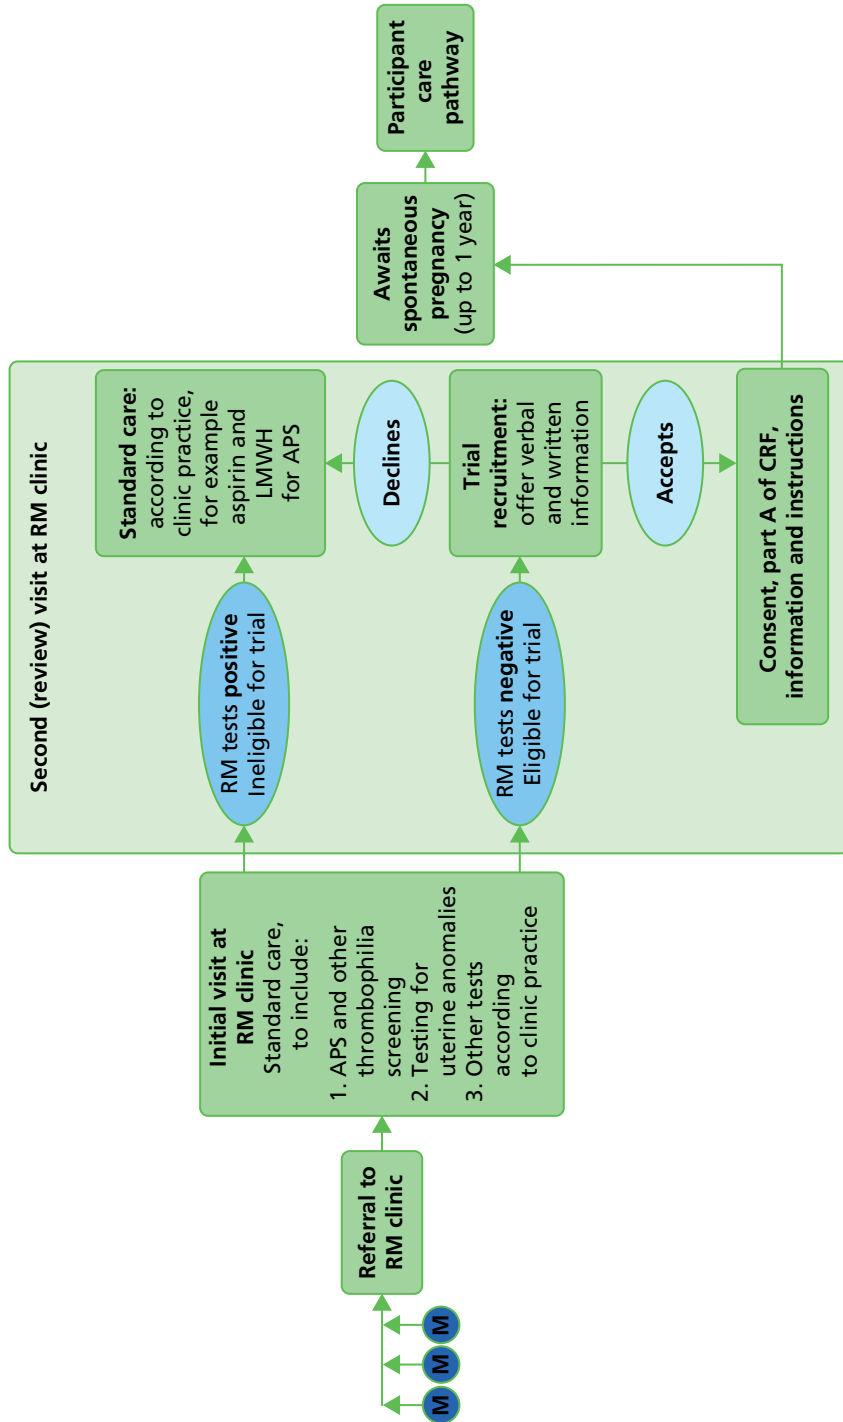 M
M
M
Referral to
RM clinic
Initial visit at
RM clinic
Standard care,
to include:
1. APS and other
thrombophilia
screening
2. Testing for
uterine anomalies
3. Other tests
according
to clinic practice
Second (review) visit at RM clinic
RM tests positive
Ineligible for trial
Standard care:
according to
clinic practice,
for example
aspirin and
LMWH
for APS
Declines
RM tests negative
Eligible for trial
Trial
recruitment:
offer verbal
and written
information
Accepts
Consent, part A of CRF,
information and instructions
Awaits
spontaneous
pregnancy
(up to 1 year)
Participant
care
pathway